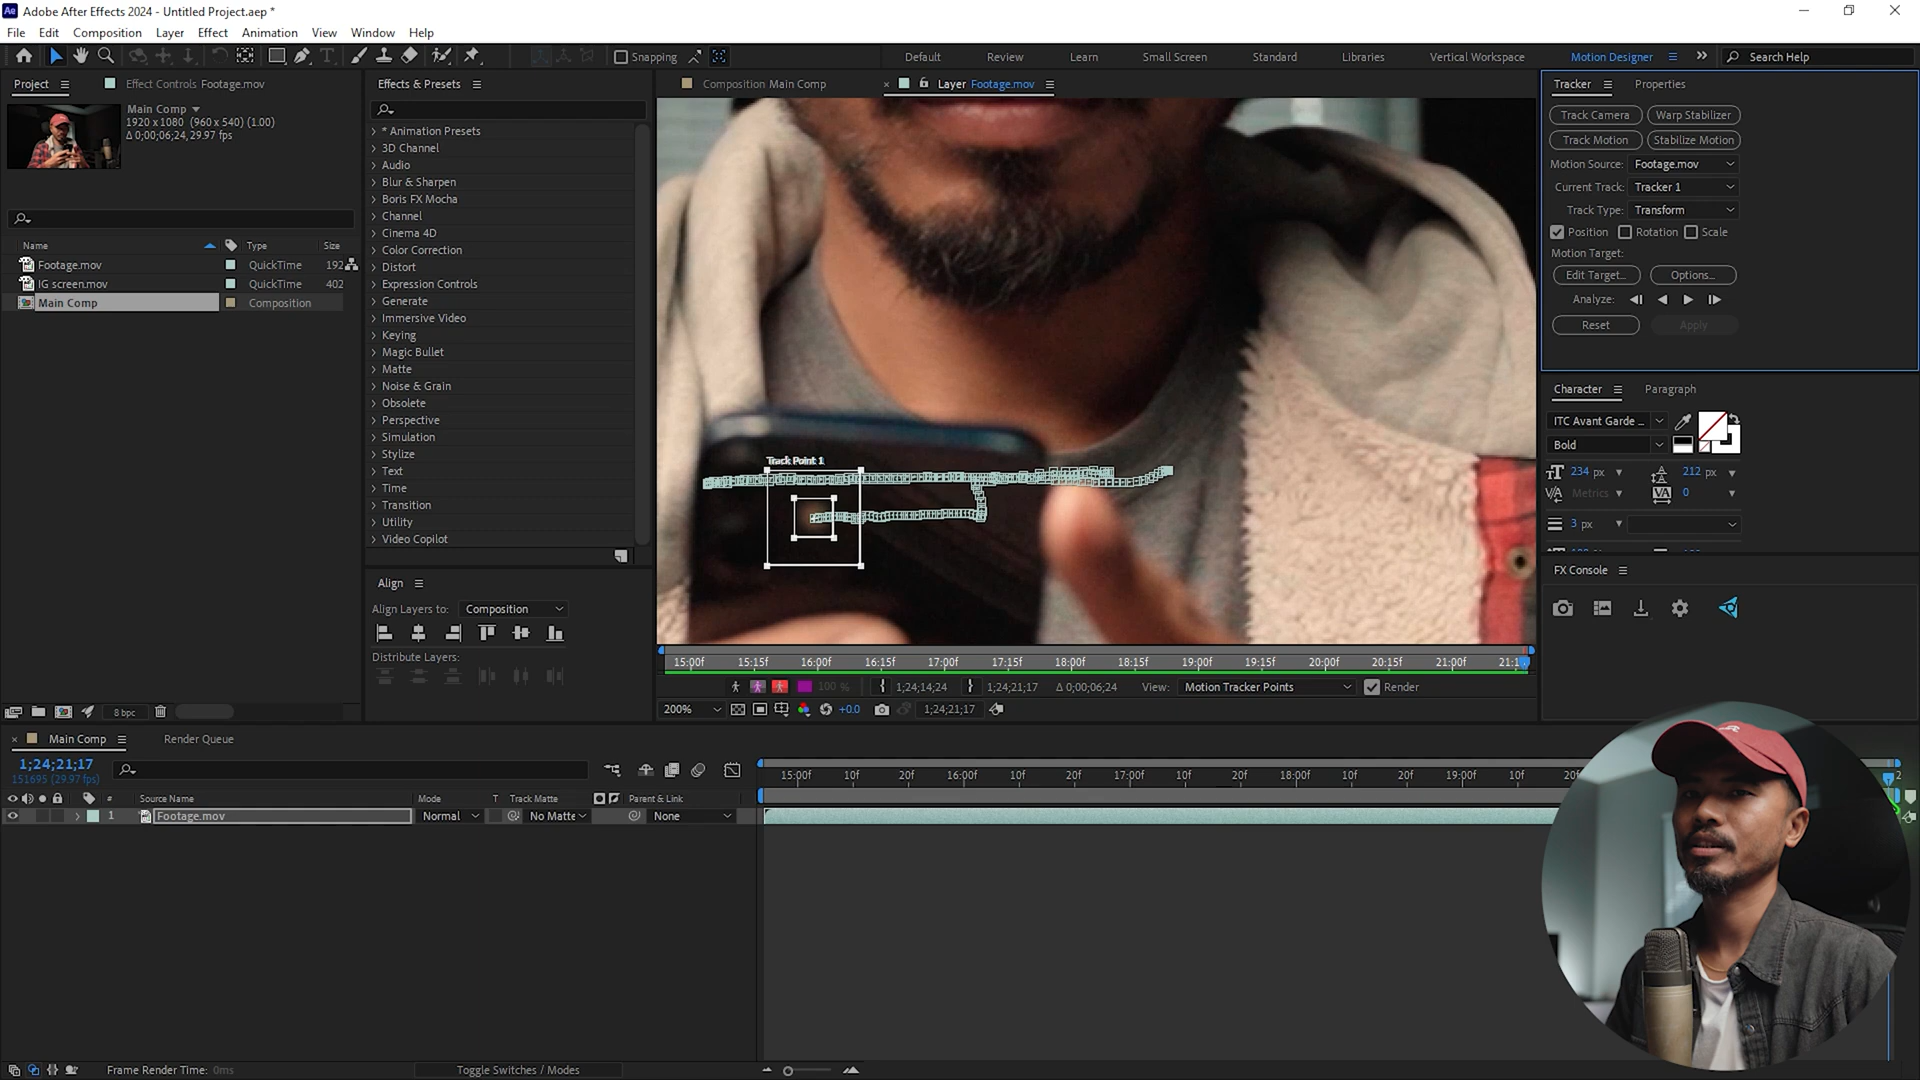 Adobe After Effects 2024 - Untitled Project.aep *
File Edit Composition Layer Effect Animation View Window Help
Snapping
Default Review Learn Small Screen Standard Libraries Vertical Workspace Motion Designer Search Help
Project Effect Controls Footage.mov
Main Comp
1920 x 1080 (960 x 540) (1.00)
Δ 0;00;06;24, 29.97 fps
Name Type Size
Footage.mov QuickTime 192
IG screen.mov QuickTime 402
Main Comp Composition
8 bpc
Effects & Presets
* Animation Presets
3D Channel
Audio
Blur & Sharpen
Boris FX Mocha
Channel
Cinema 4D
Color Correction
Distort
Expression Controls
Generate
Immersive Video
Keying
Magic Bullet
Matte
Noise & Grain
Obsolete
Perspective
Simulation
Stylize
Text
Time
Transition
Utility
Video Copilot
Align
Align Layers to: Composition
Distribute Layers:
Composition Main Comp
Layer Footage.mov
Track Point 1
15:00f 15:15f 16:00f 16:15f 17:00f 17:15f 18:00f 18:15f 19:00f 19:15f 20:00f 20:15f 21:00f
100 % 1;24;14;24 1;24;21;17 Δ 0;00;06;24 View: Motion Tracker Points Render
200% +0.0 1;24;21;17
Tracker Properties
Track Camera Warp Stabilizer
Track Motion Stabilize Motion
Motion Source: Footage.mov
Current Track: Tracker 1
Track Type: Transform
Position Rotation Scale
Motion Target:
Edit Target... Options...
Analyze:
Reset Apply
Character Paragraph
ITC Avant Garde ...
Bold
234 px 212 px
Metrics 0
3 px
FX Console
Main Comp Render Queue
1;24;21;17
151695 (29.97 fps)
# Source Name Mode T Track Matte Parent & Link
1 Footage.mov Normal No Matte None
15:00f 10f 20f 16:00f 10f 20f 17:00f 10f 20f 18:00f 10f 20f 19:00f 10f
Frame Render Time: 0ms
Toggle Switches / Modes